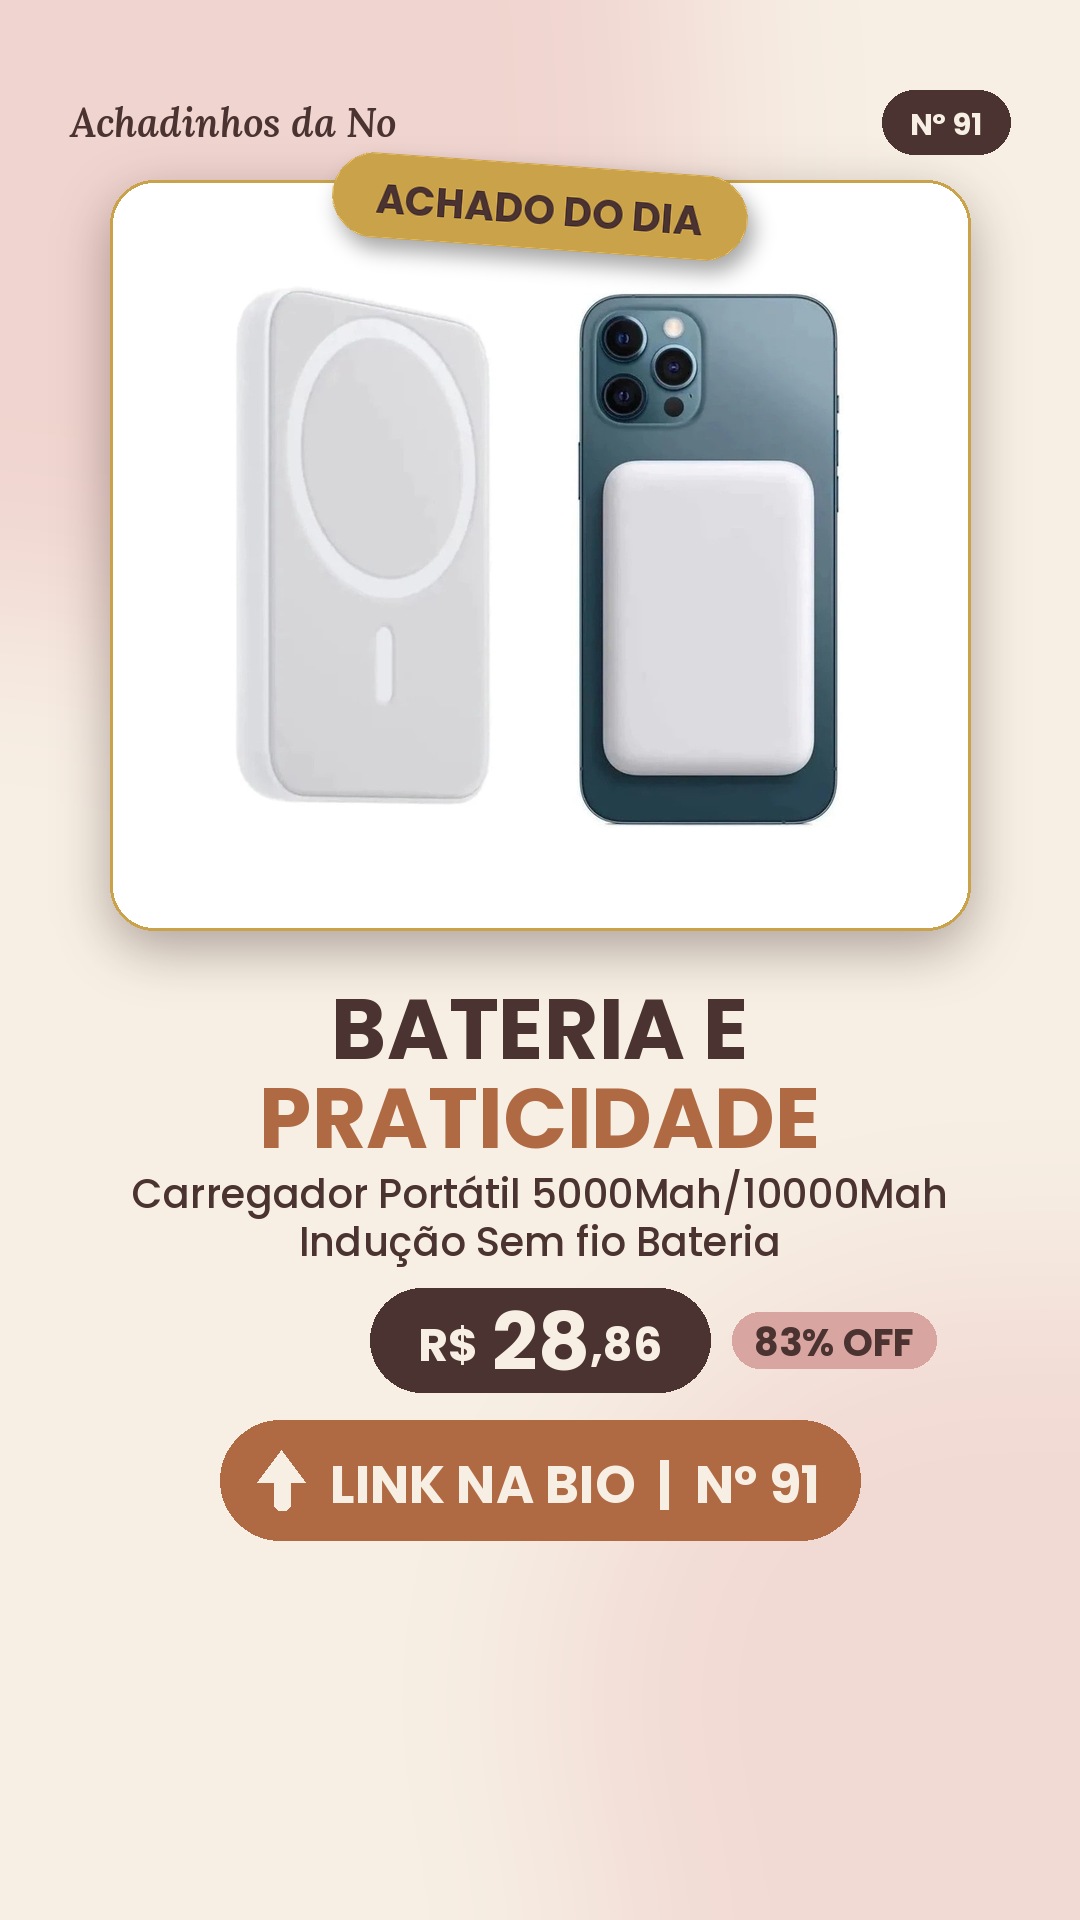 Achadinhos da No
Nº 91
ACHADO DO DIA
BATERIA E
PRATICIDADE
Carregador Portátil 5000Mah/10000Mah
Indução Sem fio Bateria
R$ 28,86
83% OFF
LINK NA BIO | Nº 91